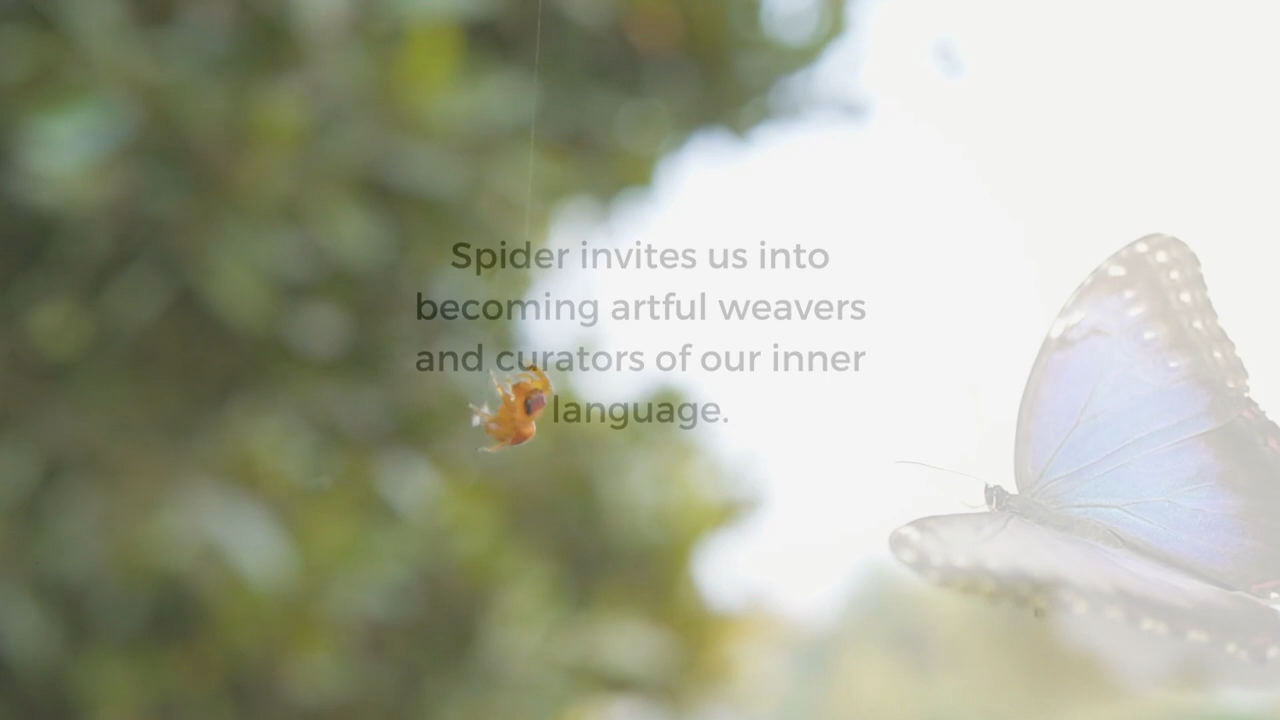 Spider invites us into
becoming artful weavers
and curators of our inner
language.